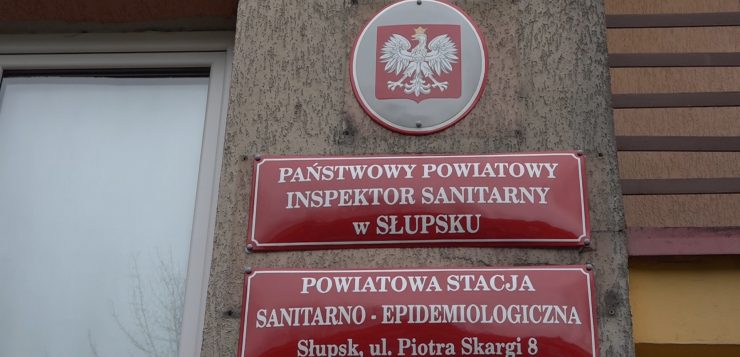 PAŃSTWOWY POWIATOWY
INSPEKTOR SANITARNY
w SŁUPSKU
POWIATOWA STACJA
SANITARNO - EPIDEMIOLOGICZNA
Słupsk, ul. Piotra Skargi 8